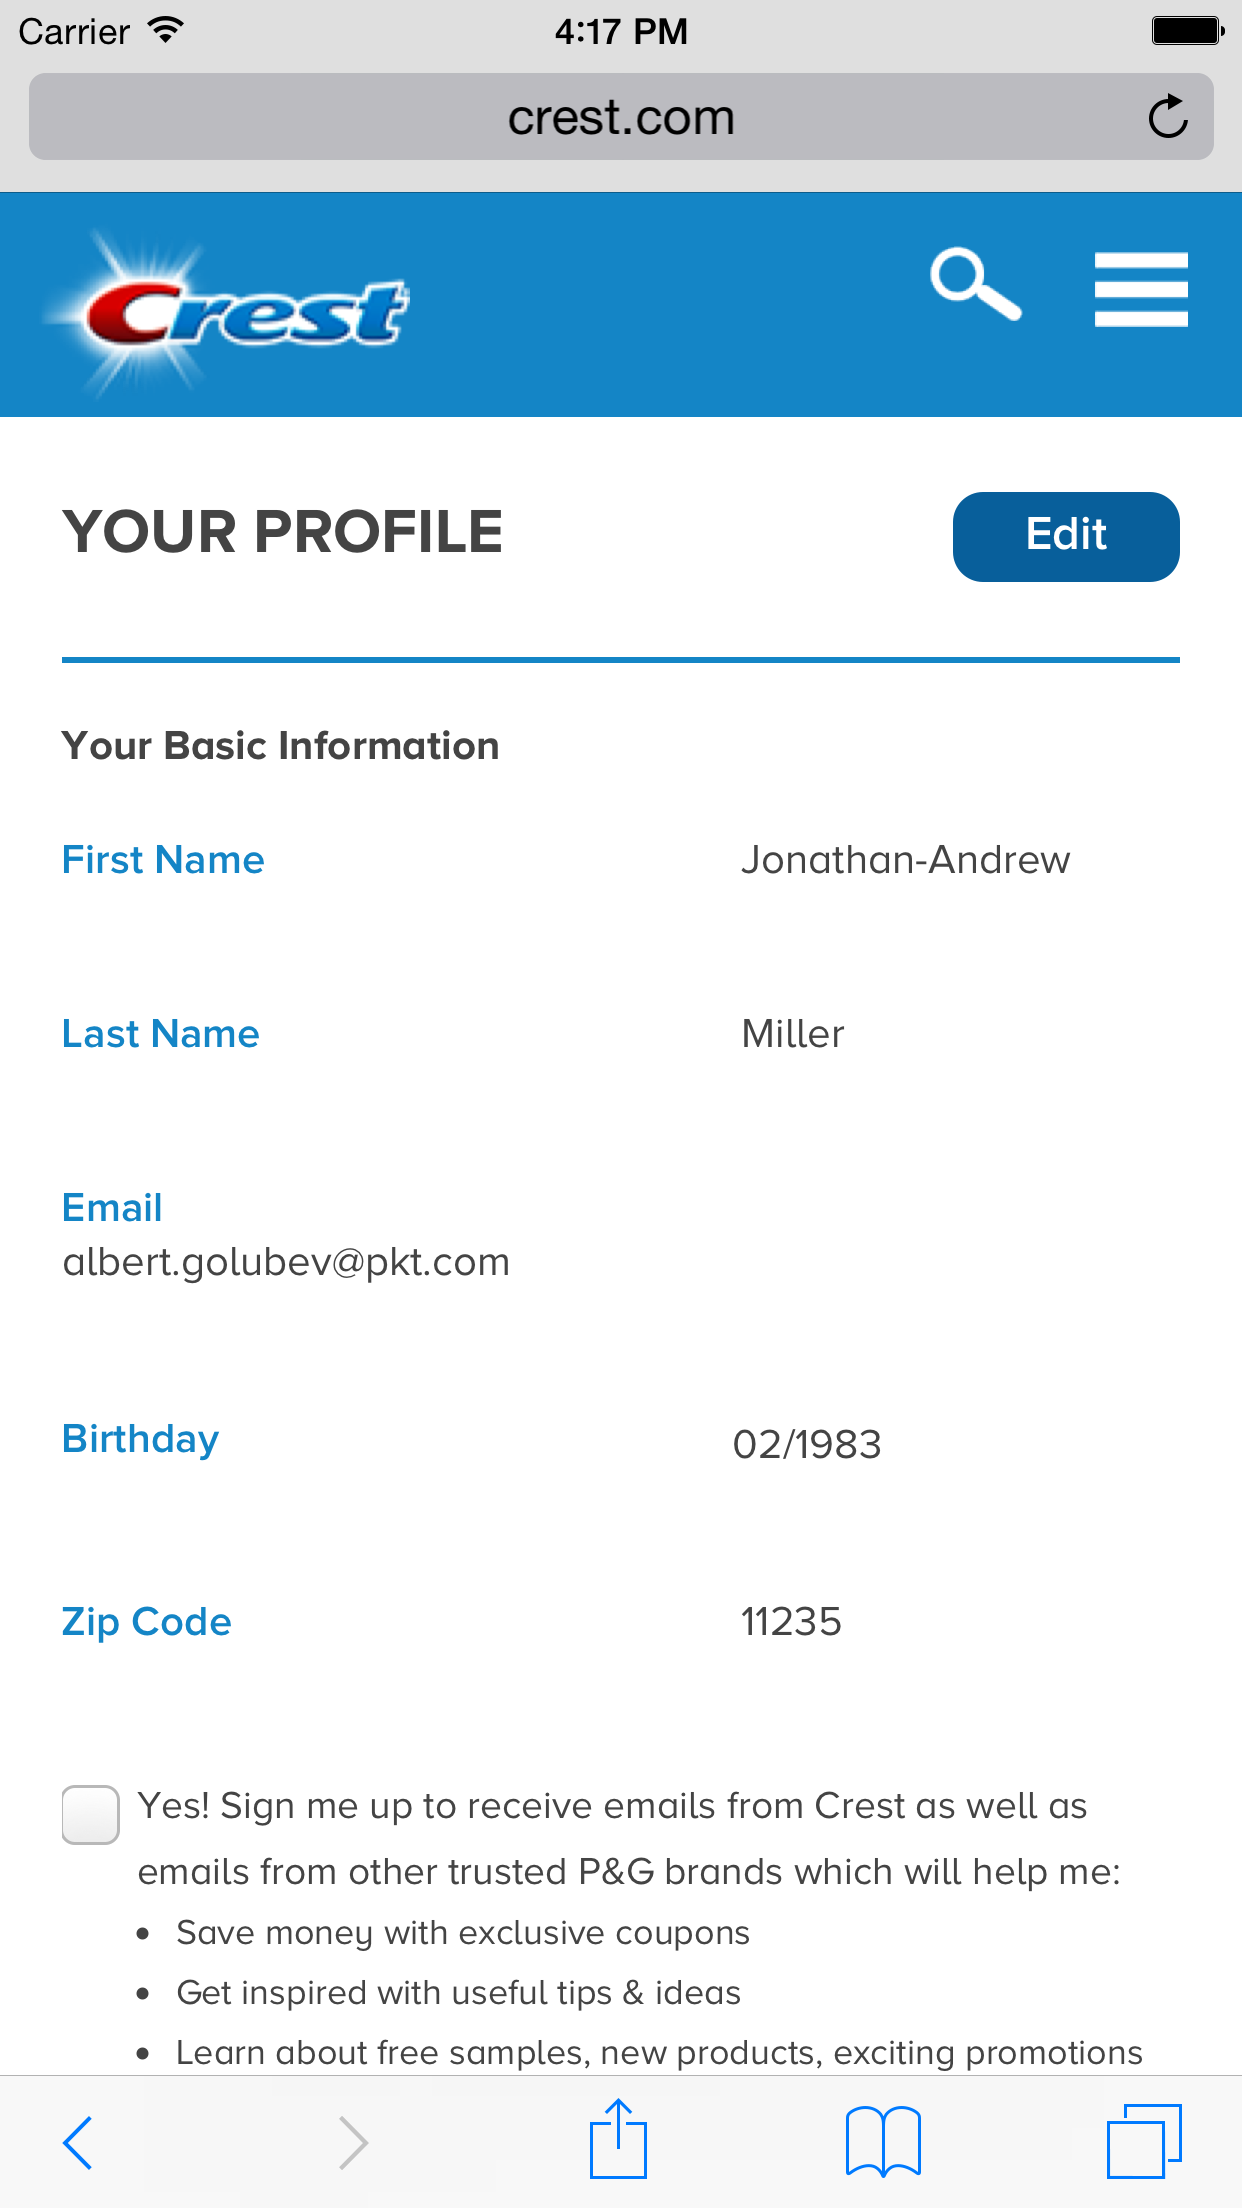 Carrier 4:17 PM
crest.com
Crest
YOUR PROFILE Edit
Your Basic Information
First Name Jonathan-Andrew
Last Name Miller
Email
albert.golubev@pkt.com
Birthday 02/1983
Zip Code 11235
Yes! Sign me up to receive emails from Crest as well as
emails from other trusted P&G brands which will help me:
• Save money with exclusive coupons
• Get inspired with useful tips & ideas
• Learn about free samples, new products, exciting promotions